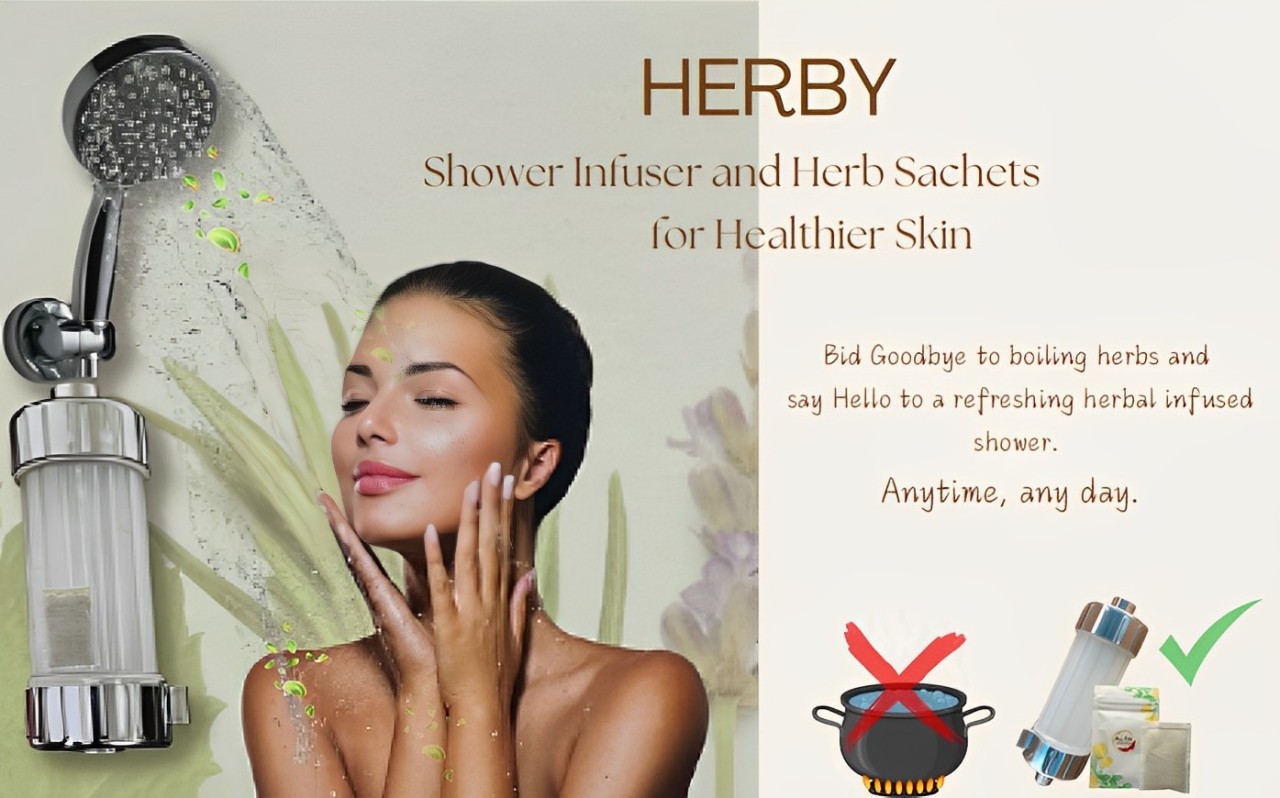 HERBY
Shower Infuser and Herb Sachets
for Healthier Skin
Bid Goodbye to boiling herbs and
say Hello to a refreshing herbal infused
shower.
Anytime, any day.